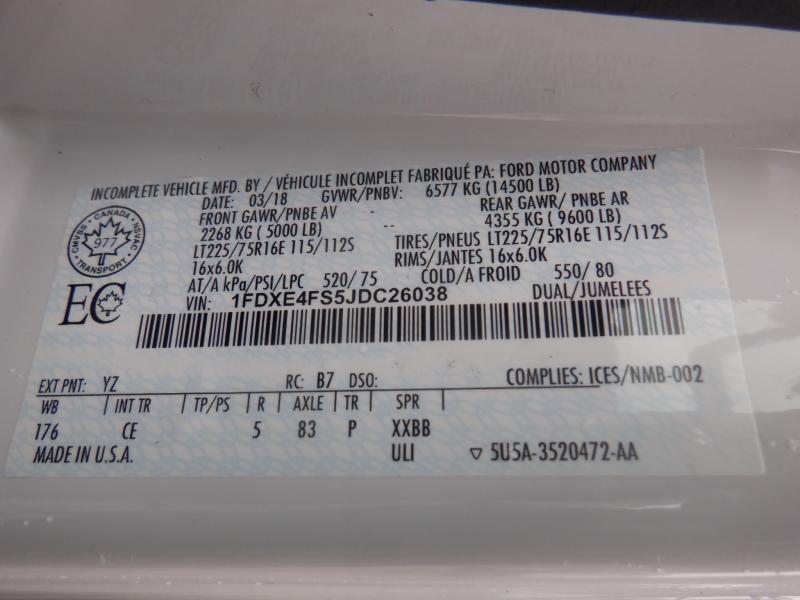 INCOMPLETE VEHICLE MFD. BY / VÉHICULE INCOMPLET FABRIQUÉ PA: FORD MOTOR COMPANY
DATE: 03/18 GVWR/PNBV: 6577 KG (14500 LB)
FRONT GAWR/PNBE AV - REAR GAWR/ PNBE AR
2268 KG ( 5000 LB) - 4355 KG ( 9600 LB)
LT225/75R16E 115/112S TIRES/PNEUS LT225/75R16E 115/112S
16x6.0K RIMS/JANTES 16x6.0K
AT/A kPa/PSI/LPC 520/ 75 COLD/A FROID 550/ 80
VIN: 1FDXE4FS5JDC26038 DUAL/JUMELEES
CANADA
CMVSS 977 NSVAC
TRANSPORT
EC
EXT PNT: YZ RC: B7 DSO: COMPLIES: ICES/NMB-002
WB | INT TR | TP/PS | R | AXLE | TR | SPR |
176 CE 5 83 P XXBB
MADE IN U.S.A. ULI ▽ 5U5A-3520472-AA